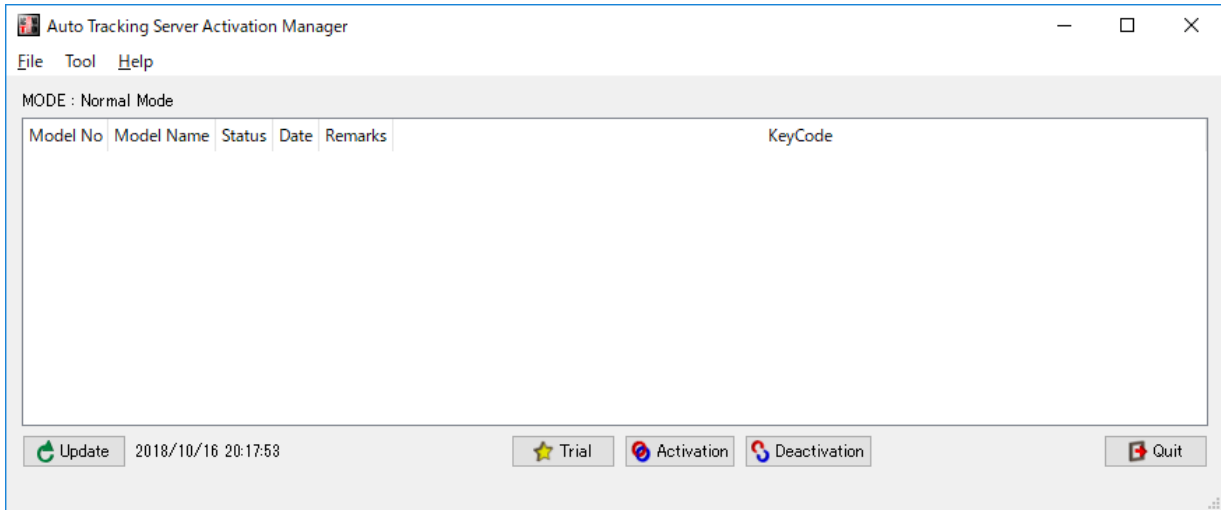 Auto Tracking Server Activation Manager
File Tool Help
MODE : Normal Mode
Model No Model Name Status Date Remarks KeyCode
Update 2018/10/16 20:17:53 Trial Activation Deactivation Quit